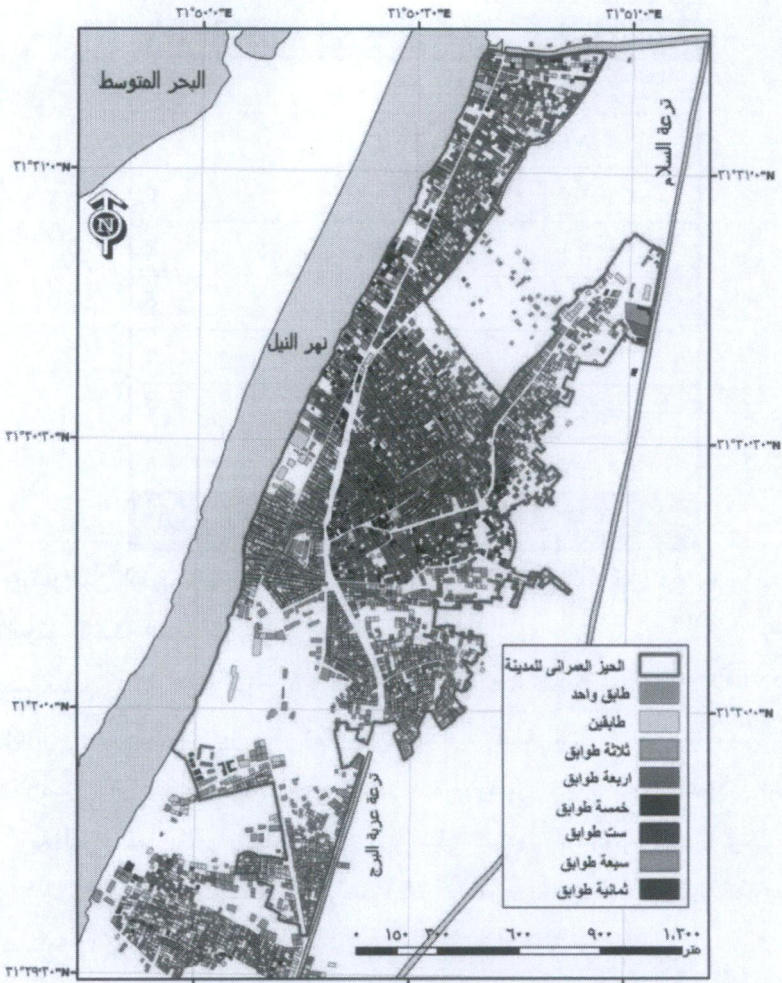 ٣١°٥٠'٠"E ٣١°٥٠'٣٠"E ٣١°٥١'٠"E
البحر المتوسط
ترعة السلام
٣١°٣١'٠"N ٣١°٣١'٠"N
N
نهر النيل
٣١°٣٠'٣٠"N ٣١°٣٠'٣٠"N
٣١°٣٠'٠"N ٣١°٣٠'٠"N
ترعة عزبة البرج
الحيز العمرانى للمدينة
طابق واحد
طابقين
ثلاثة طوابق
اربعة طوابق
خمسة طوابق
ست طوابق
سبعة طوابق
ثمانية طوابق
٠ ١٥٠ ٣٠٠ ٦٠٠ ٩٠٠ ١,٢٠٠
متر
٣١°٢٩'٣٠"N